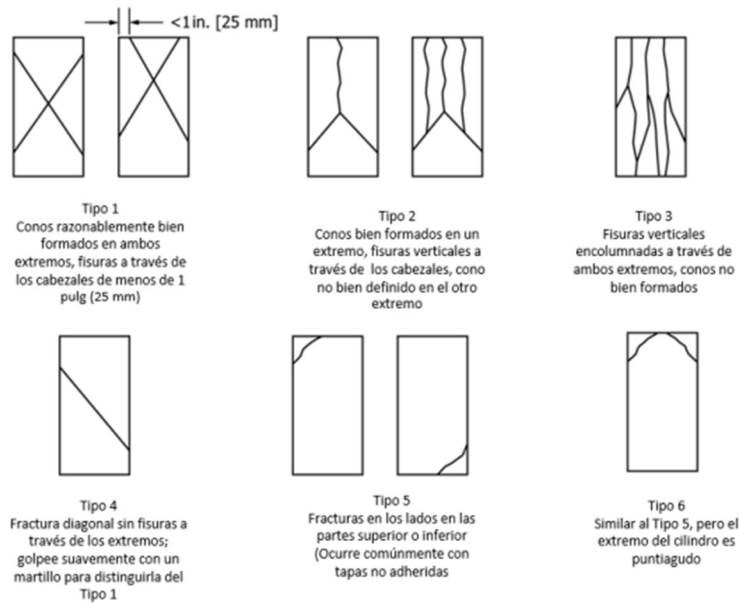 <1in. [25 mm]
Tipo 1
Conos razonablemente bien
formados en ambos
extremos, fisuras a través de
los cabezales de menos de 1
pulg (25 mm)
Tipo 2
Conos bien formados en un
extremo, fisuras verticales a
través de los cabezales, cono
no bien definido en el otro
extremo
Tipo 3
Fisuras verticales
encolumnadas a través de
ambos extremos, conos no
bien formados
Tipo 4
Fractura diagonal sin fisuras a
través de los extremos;
golpee suavemente con un
martillo para distinguirla del
Tipo 1
Tipo 5
Fracturas en los lados en las
partes superior o inferior
(Ocurre comúnmente con
tapas no adheridas
Tipo 6
Similar al Tipo 5, pero el
extremo del cilindro es
puntiagudo